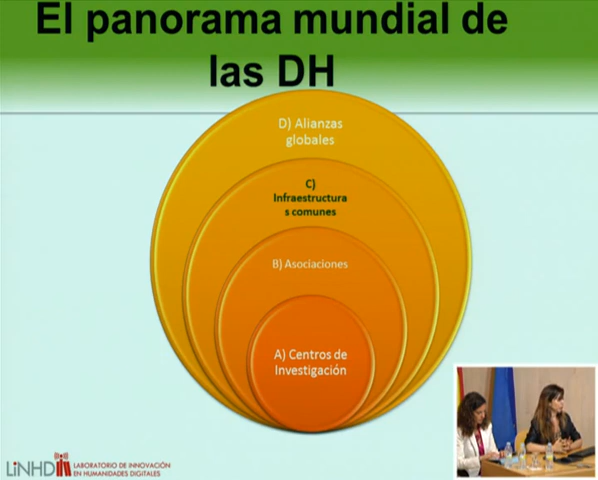 El panorama mundial de
las DH
D) Alianzas
globales
C)
Infraestructura
s comunes
B) Asociaciones
A) Centros de
Investigación
LiNHD
LABORATORIO DE INNOVACIÓN
EN HUMANIDADES DIGITALES